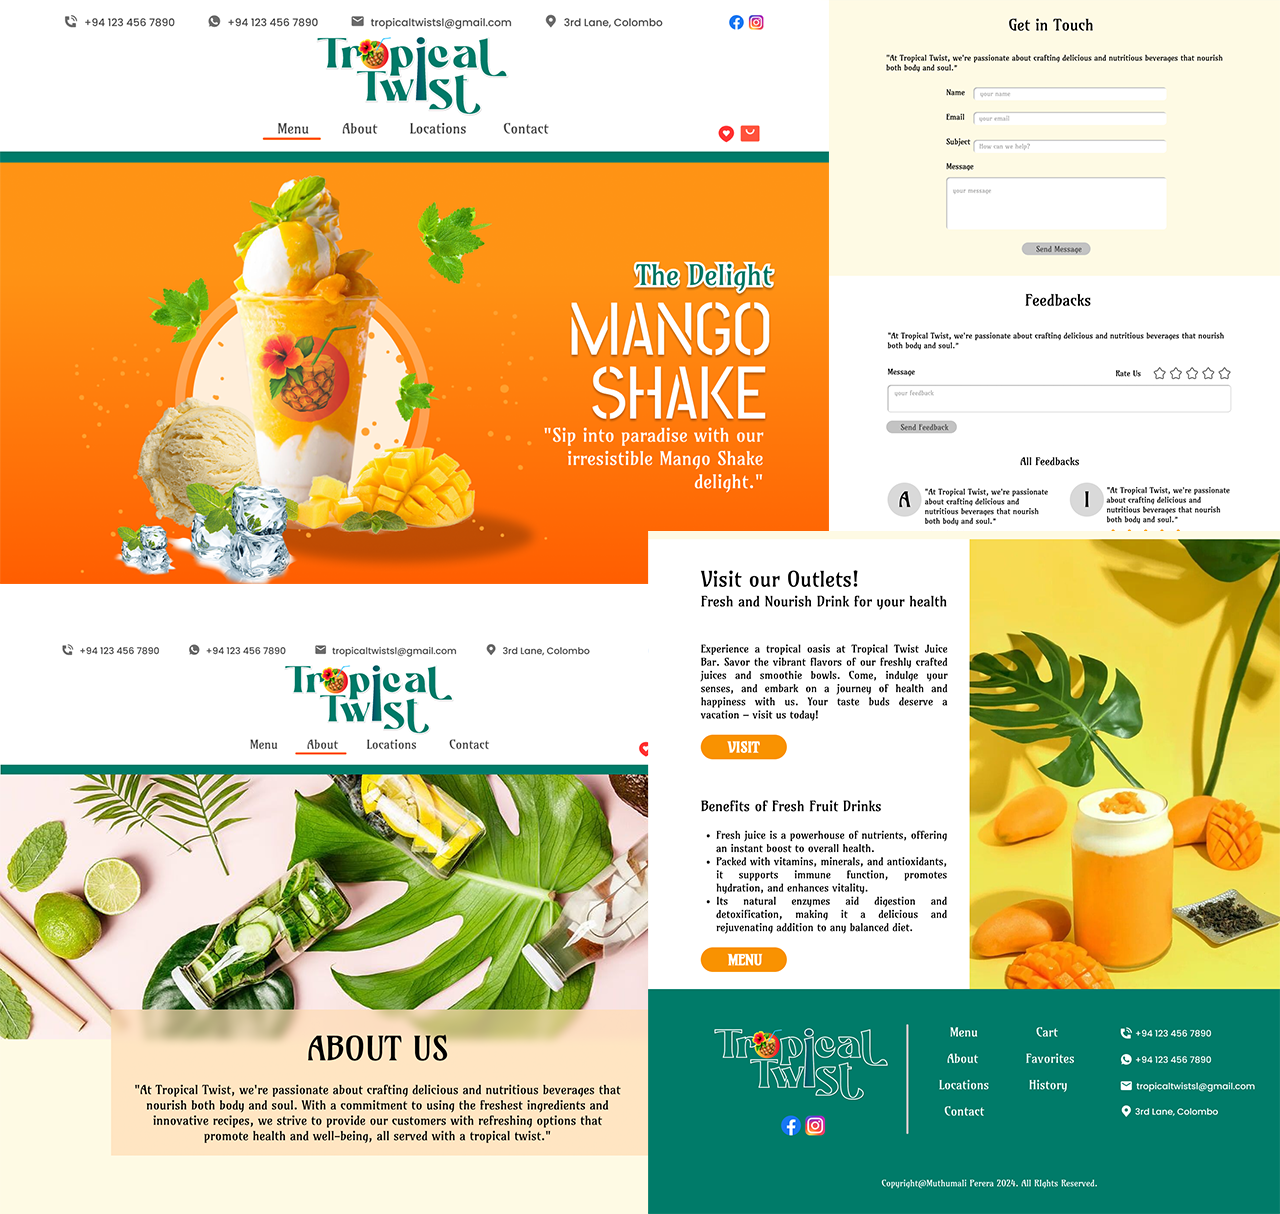 +94 123 456 7890
+94 123 456 7890
tropicaltwistsl@gmail.com
3rd Lane, Colombo
Tropical
Twist
Menu
About
Locations
Contact
The Delight
MANGO
SHAKE
"Sip into paradise with our
irresistible Mango Shake
delight."
Get in Touch
"At Tropical Twist, we're passionate about crafting delicious and nutritious beverages that nourish
both body and soul."
Name
your name
Email
your email
Subject
How can we help?
Message
your message
Send Message
Feedbacks
"At Tropical Twist, we're passionate about crafting delicious and nutritious beverages that nourish
both body and soul."
Message
Rate Us
your feedback
Send Feedback
All Feedbacks
A
"At Tropical Twist, we're passionate
about crafting delicious and
nutritious beverages that nourish
both body and soul."
I
"At Tropical Twist, we're passionate
about crafting delicious and
nutritious beverages that nourish
both body and soul."
+94 123 456 7890
+94 123 456 7890
tropicaltwistsl@gmail.com
3rd Lane, Colombo
Tropical
Twist
Menu
About
Locations
Contact
ABOUT US
"At Tropical Twist, we're passionate about crafting delicious and nutritious beverages that
nourish both body and soul. With a commitment to using the freshest ingredients and
innovative recipes, we strive to provide our customers with refreshing options that
promote health and well-being, all served with a tropical twist."
Visit our Outlets!
Fresh and Nourish Drink for your health
Experience a tropical oasis at Tropical Twist Juice
Bar. Savor the vibrant flavors of our freshly crafted
juices and smoothie bowls. Come, indulge your
senses, and embark on a journey of health and
happiness with us. Your taste buds deserve a
vacation – visit us today!
VISIT
Benefits of Fresh Fruit Drinks
• Fresh juice is a powerhouse of nutrients, offering
an instant boost to overall health.
• Packed with vitamins, minerals, and antioxidants,
it supports immune function, promotes
hydration, and enhances vitality.
• Its natural enzymes aid digestion and
detoxification, making it a delicious and
rejuvenating addition to any balanced diet.
MENU
Tropical
Twist
Menu
About
Locations
Contact
Cart
Favorites
History
+94 123 456 7890
+94 123 456 7890
tropicaltwistsl@gmail.com
3rd Lane, Colombo
Copyright@Muthumali Perera 2024. All Rights Reserved.